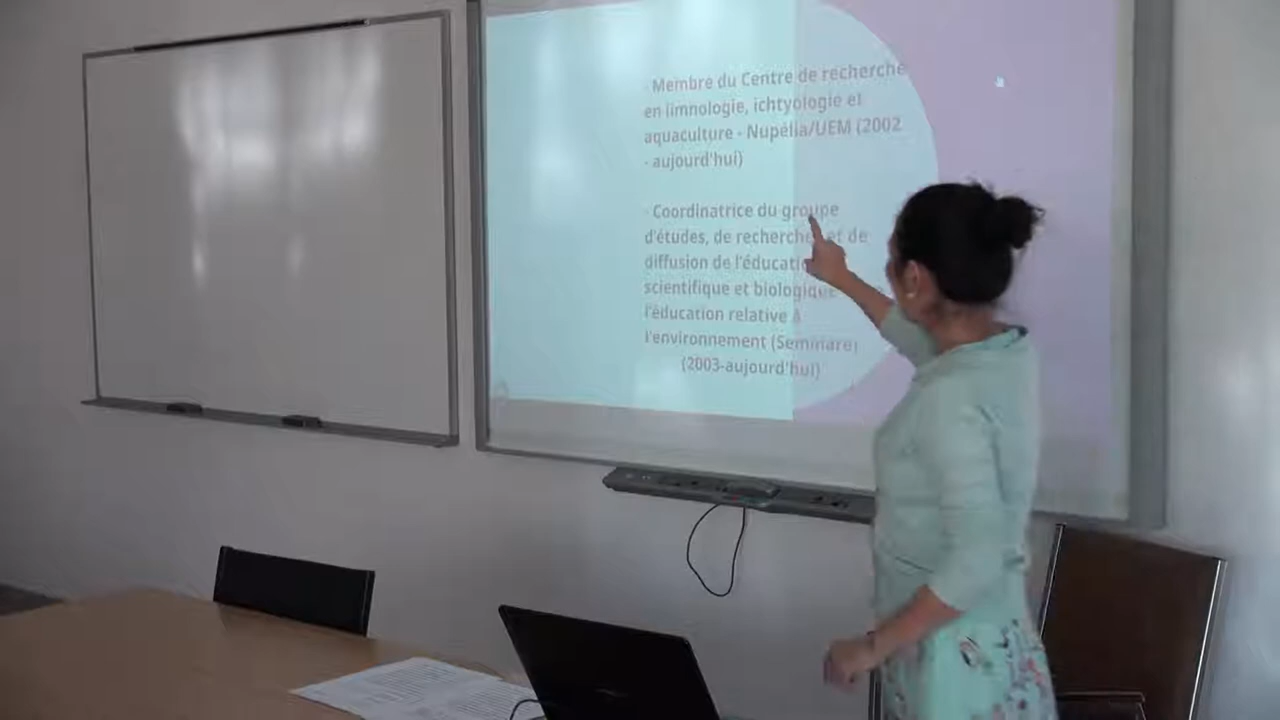 - Membre du Centre de recherche
en limnologie, ichtyologie et
aquaculture - Nupélia/UEM (2002
- aujourd'hui)
- Coordinatrice du groupe
d'études, de recherche et de
diffusion de l'éducati
scientifique et biologique
l'éducation relative à
l'environnement (Seminare)
(2003-aujourd'hui)